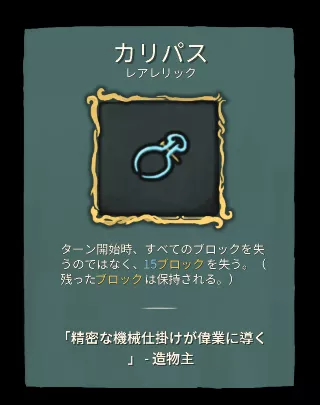 カリパス
レアレリック
ターン開始時、すべてのブロックを失
うのではなく、15ブロックを失う。（
残ったブロックは保持される。）
「精密な機械仕掛けが偉業に導く
」 - 造物主